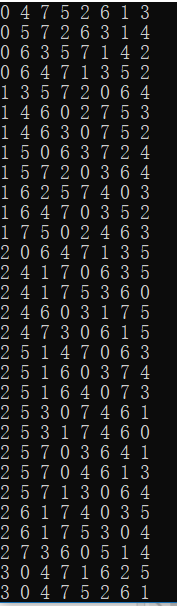 0 4 7 5 2 6 1 3
0 5 7 2 6 3 1 4
0 6 3 5 7 1 4 2
0 6 4 7 1 3 5 2
1 3 5 7 2 0 6 4
1 4 6 0 2 7 5 3
1 4 6 3 0 7 5 2
1 5 0 6 3 7 2 4
1 5 7 2 0 3 6 4
1 6 2 5 7 4 0 3
1 6 4 7 0 3 5 2
1 7 5 0 2 4 6 3
2 0 6 4 7 1 3 5
2 4 1 7 0 6 3 5
2 4 1 7 5 3 6 0
2 4 6 0 3 1 7 5
2 4 7 3 0 6 1 5
2 5 1 4 7 0 6 3
2 5 1 6 0 3 7 4
2 5 1 6 4 0 7 3
2 5 3 0 7 4 6 1
2 5 3 1 7 4 6 0
2 5 7 0 3 6 4 1
2 5 7 0 4 6 1 3
2 5 7 1 3 0 6 4
2 6 1 7 4 0 3 5
2 6 1 7 5 3 0 4
2 7 3 6 0 5 1 4
3 0 4 7 1 6 2 5
3 0 4 7 5 2 6 1